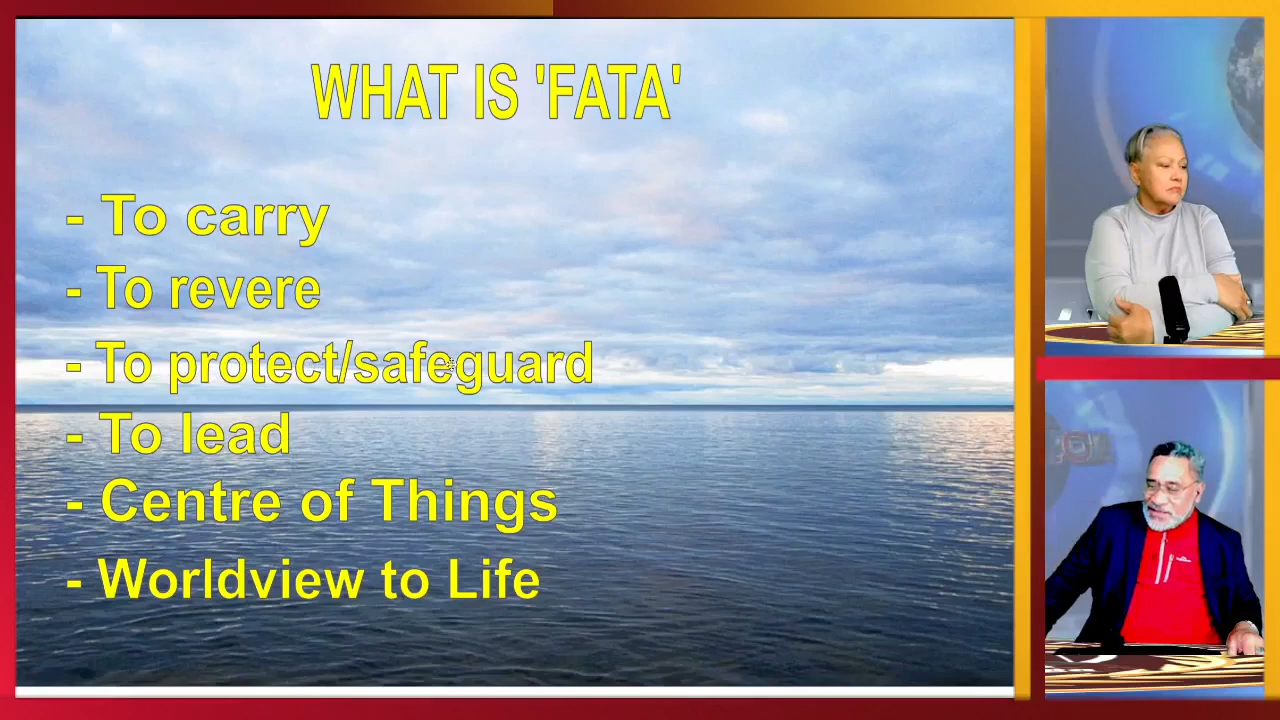 WHAT IS 'FATA'
- To carry
- To revere
- To protect/safeguard
- To lead
- Centre of Things
- Worldview to Life